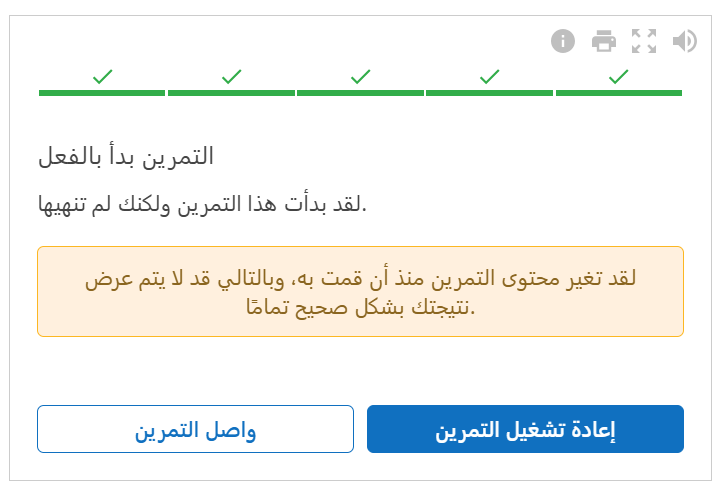 التمرين بدأ بالفعل
لقد بدأت هذا التمرين ولكنك لم تنهيها.
لقد تغير محتوى التمرين منذ أن قمت به، وبالتالي قد لا يتم عرض
نتيجتك بشكل صحيح تمامًا.
إعادة تشغيل التمرين
واصل التمرين